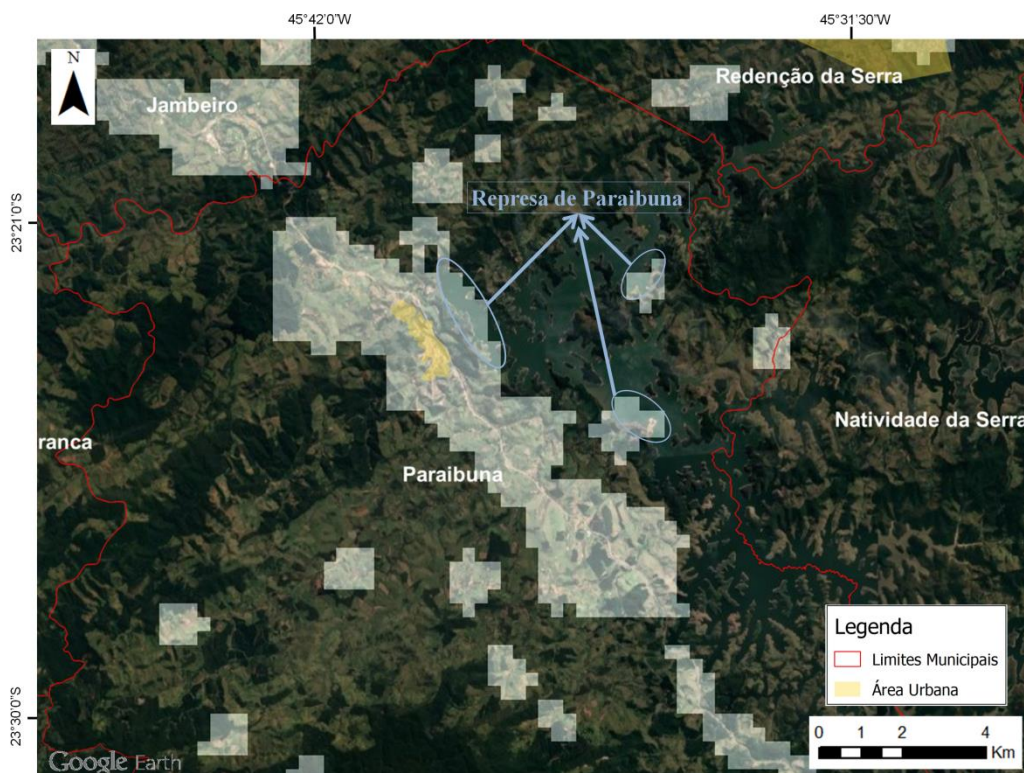 45°42'0"W
45°31'30"W
N
Redenção da Serra
Jambeiro
Represa de Paraibuna
23°21'0"S
Natividade da Serra
ranca
Paraibuna
Legenda
Limites Municipais
Área Urbana
23°30'0"S
0 1 2 4
Km
Google Earth